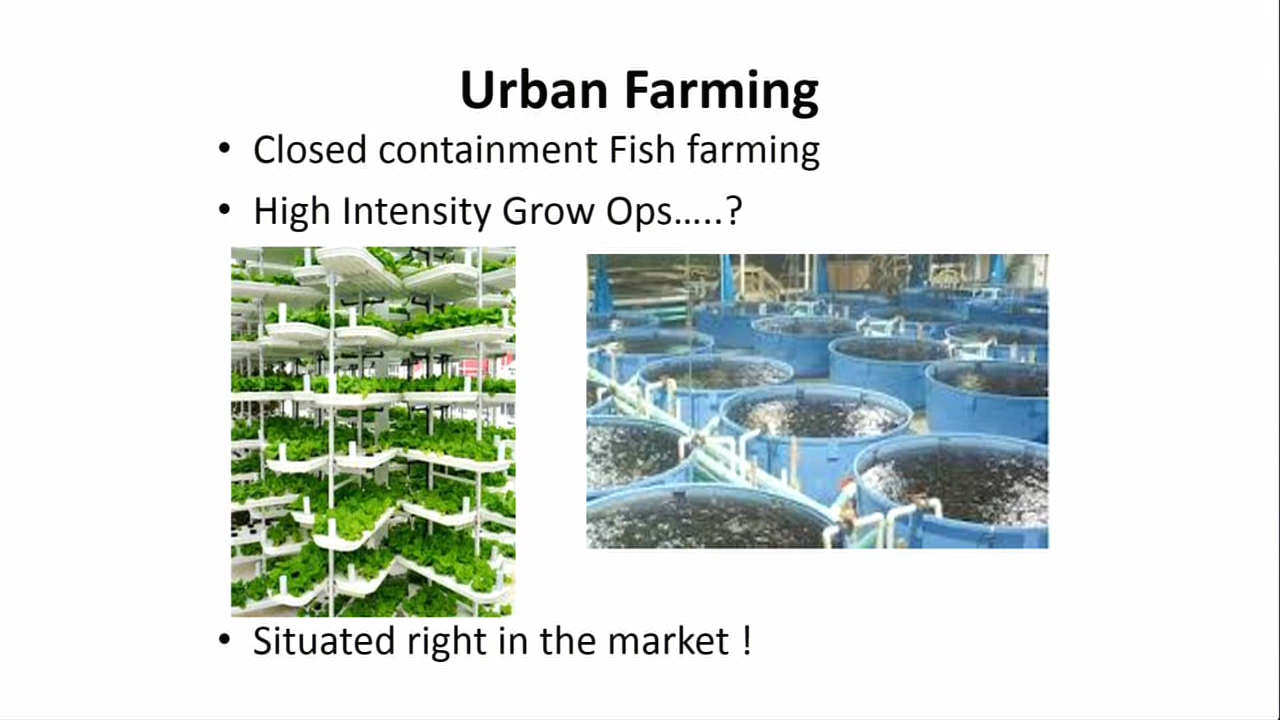 Urban Farming
• Closed containment Fish farming
• High Intensity Grow Ops…..?
• Situated right in the market !